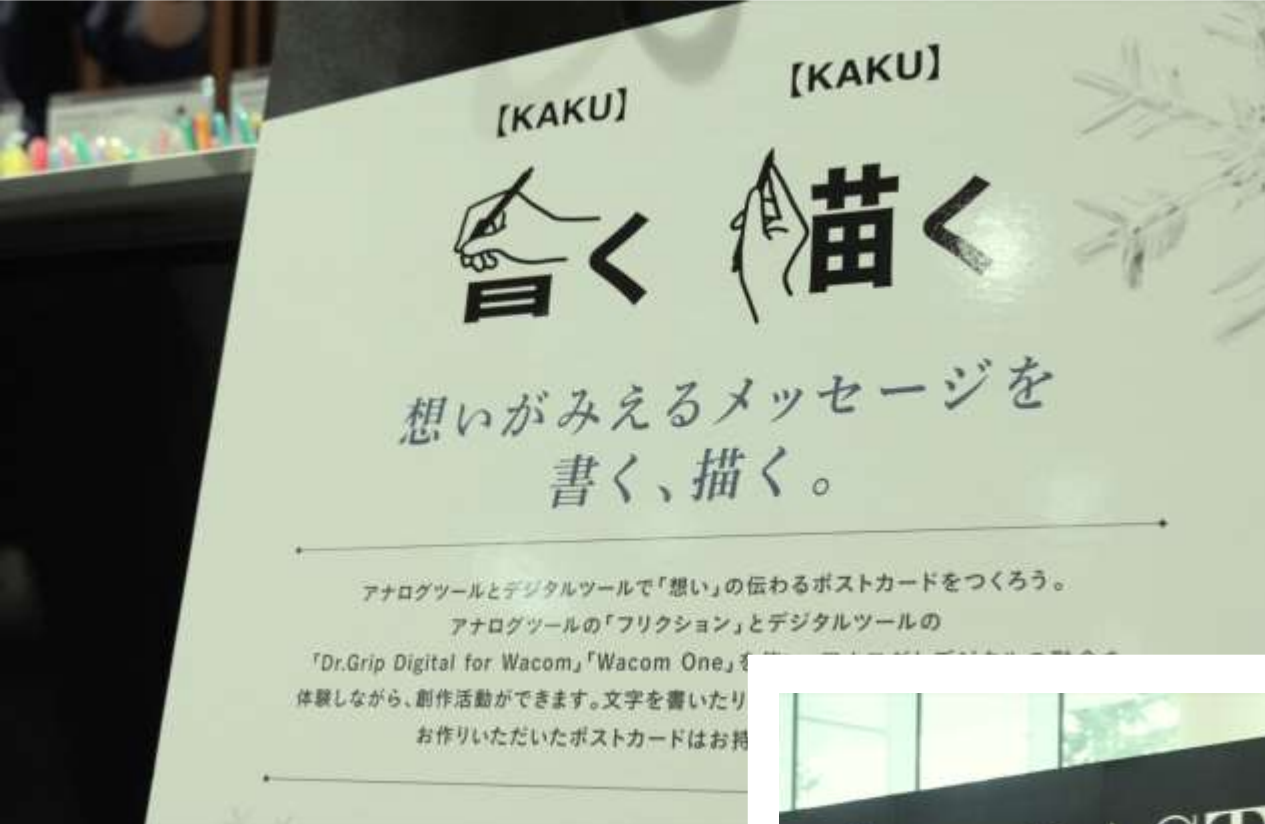 【KAKU】 【KAKU】
書く 描く
想いがみえるメッセージを
書く、描く。
アナログツールとデジタルツールで「想い」の伝わるポストカードをつくろう。
アナログツールの「フリクション」とデジタルツールの
「Dr.Grip Digital for Wacom」「Wacom One」を
体験しながら、創作活動ができます。文字を書いたり
お作りいただいたポストカードはお持